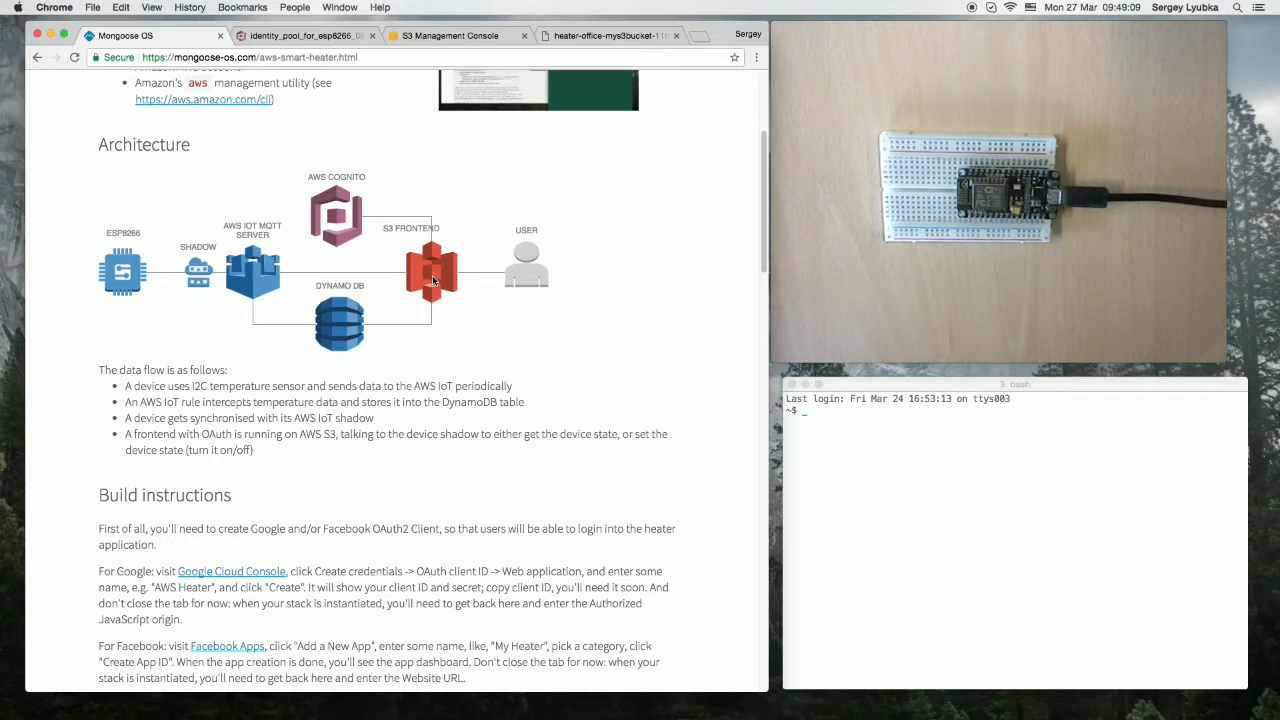 Chrome File Edit View History Bookmarks People Window Help
Mon 27 Mar 09:49:09 Sergey Lyubka
Mongoose OS
identity_pool_for_esp8266_
S3 Management Console
heater-office-mys3bucket-11
Sergey
Secure https://mongoose-os.com/aws-smart-heater.html
Amazon's aws management utility (see
https://aws.amazon.com/cli)
Architecture
AWS COGNITO
AWS IOT MQTT
SERVER
S3 FRONTEND
USER
ESP8266
SHADOW
DYNAMO DB
The data flow is as follows:
A device uses I2C temperature sensor and sends data to the AWS IoT periodically
An AWS IoT rule intercepts temperature data and stores it into the DynamoDB table
A device gets synchronised with its AWS IoT shadow
A frontend with OAuth is running on AWS S3, talking to the device shadow to either get the device state, or set the
device state (turn it on/off)
Build instructions
First of all, you'll need to create Google and/or Facebook OAuth2 Client, so that users will be able to login into the heater
application.
For Google: visit Google Cloud Console, click Create credentials -> OAuth client ID -> Web application, and enter some
name, e.g. "AWS Heater", and click "Create". It will show your client ID and secret; copy client ID, you'll need it soon. And
don't close the tab for now: when your stack is instantiated, you'll need to get back here and enter the Authorized
JavaScript origin.
For Facebook: visit Facebook Apps, click "Add a New App", enter some name, like, "My Heater", pick a category, click
"Create App ID". When the app creation is done, you'll see the app dashboard. Don't close the tab for now: when your
stack is instantiated, you'll need to get back here and enter the Website URL.
3. bash
Last login: Fri Mar 24 16:53:13 on ttys003
~$ _